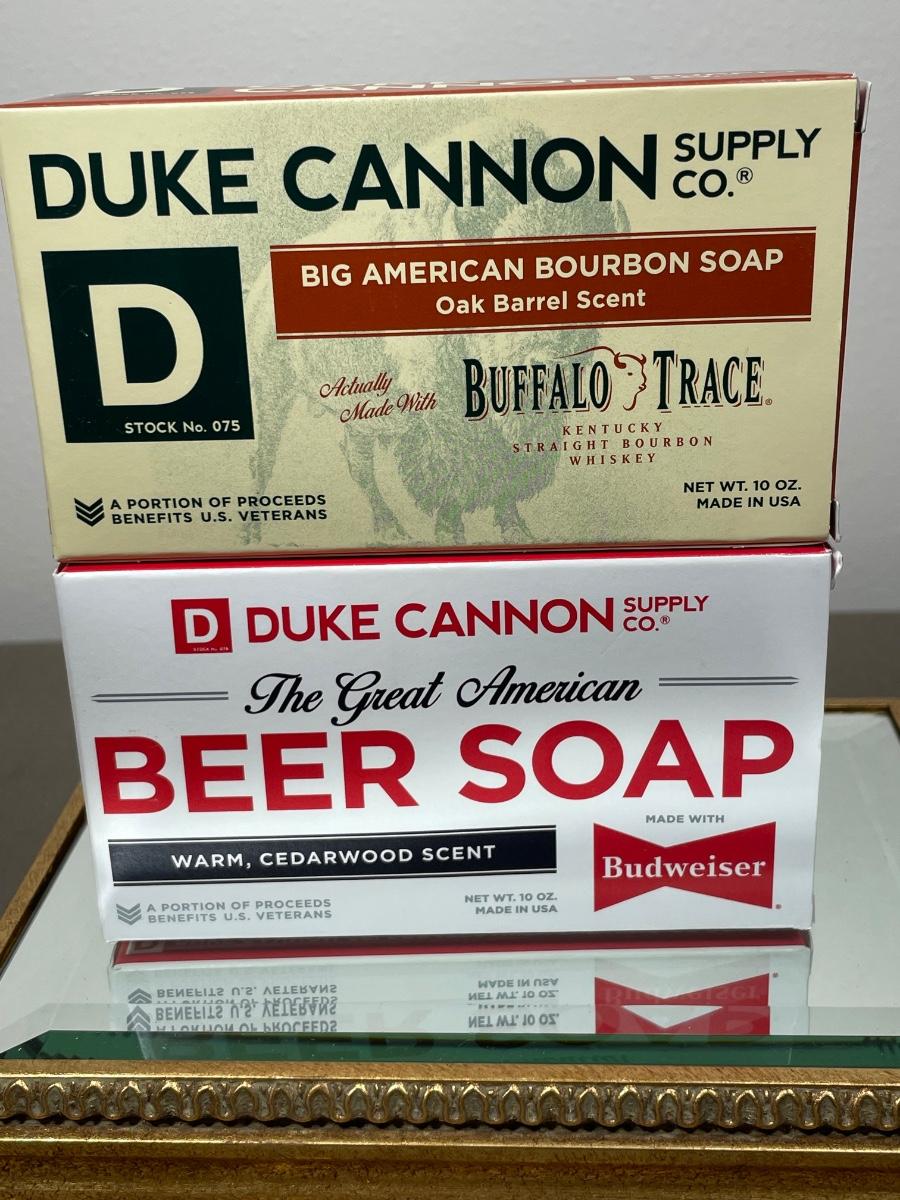 CANNON
DUKE CANNON SUPPLY CO.®
D
STOCK No. 075
BIG AMERICAN BOURBON SOAP
Oak Barrel Scent
Actually
Made With
BUFFALO TRACE®
KENTUCKY
STRAIGHT BOURBON
WHISKEY
A PORTION OF PROCEEDS
BENEFITS U.S. VETERANS
NET WT. 10 OZ.
MADE IN USA
D
DUKE CANNON SUPPLY CO.®
The Great American
BEER SOAP
WARM, CEDARWOOD SCENT
MADE WITH
Budweiser®
A PORTION OF PROCEEDS
BENEFITS U.S. VETERANS
NET WT. 10 OZ.
MADE IN USA